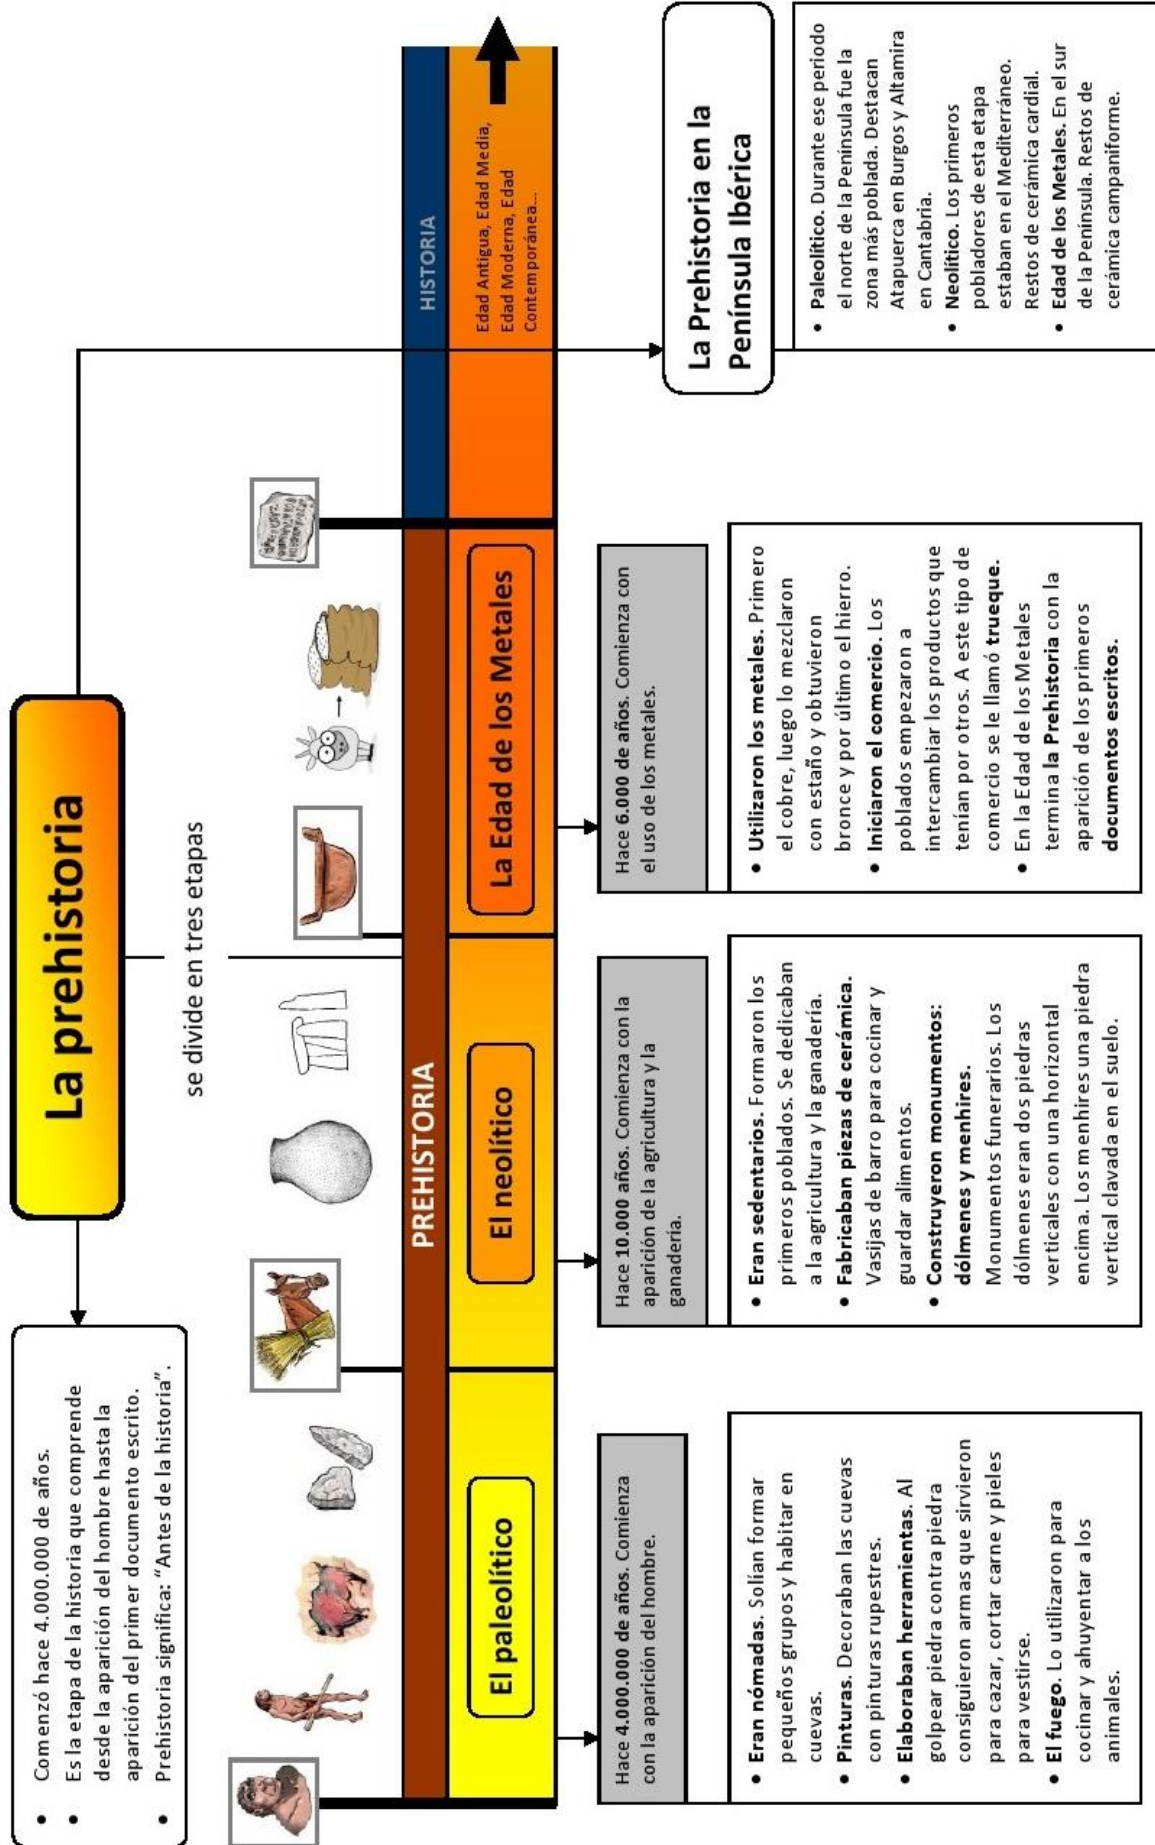 La prehistoria
se divide en tres etapas
• Comenzó hace 4.000.000 de años.
• Es la etapa de la historia que comprende
desde la aparición del hombre hasta la
aparición del primer documento escrito.
• Prehistoria significa: “Antes de la historia”.
PREHISTORIA
HISTORIA
El paleolítico
El neolítico
La Edad de los Metales
Edad Antigua, Edad Media,
Edad Moderna, Edad
Contemporánea...
Hace 4.000.000 de años. Comienza
con la aparición del hombre.
• Eran nómadas. Solían formar
pequeños grupos y habitar en
cuevas.
• Pinturas. Decoraban las cuevas
con pinturas rupestres.
• Elaboraban herramientas. Al
golpear piedra contra piedra
consiguieron armas que sirvieron
para cazar, cortar carne y pieles
para vestirse.
• El fuego. Lo utilizaron para
cocinar y ahuyentar a los
animales.
Hace 10.000 años. Comienza con la
aparición de la agricultura y la
ganadería.
• Eran sedentarios. Formaron los
primeros poblados. Se dedicaban
a la agricultura y la ganadería.
• Fabricaban piezas de cerámica.
Vasijas de barro para cocinar y
guardar alimentos.
• Construyeron monumentos:
dólmenes y menhires.
Monumentos funerarios. Los
dólmenes eran dos piedras
verticales con una horizontal
encima. Los menhires una piedra
vertical clavada en el suelo.
Hace 6.000 de años. Comienza con
el uso de los metales.
• Utilizaron los metales. Primero
el cobre, luego lo mezclaron
con estaño y obtuvieron
bronce y por último el hierro.
• Iniciaron el comercio. Los
poblados empezaron a
intercambiar los productos que
tenían por otros. A este tipo de
comercio se le llamó trueque.
• En la Edad de los Metales
termina la Prehistoria con la
aparición de los primeros
documentos escritos.
La Prehistoria en la
Península Ibérica
• Paleolítico. Durante ese periodo
el norte de la Península fue la
zona más poblada. Destacan
Atapuerca en Burgos y Altamira
en Cantabria.
• Neolítico. Los primeros
pobladores de esta etapa
estaban en el Mediterráneo.
Restos de cerámica cardial.
• Edad de los Metales. En el sur
de la Península. Restos de
cerámica campaniforme.